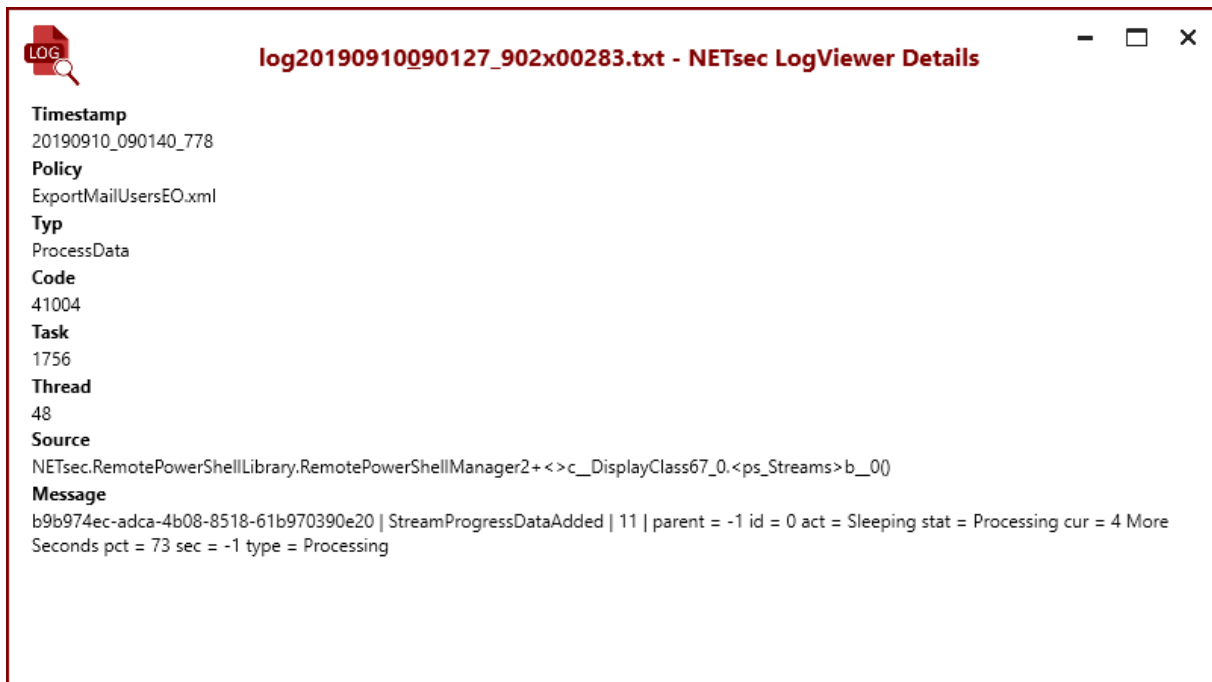 LOG
log20190910090127_902x00283.txt - NETsec LogViewer Details
Timestamp
20190910_090140_778
Policy
ExportMailUsersEO.xml
Typ
ProcessData
Code
41004
Task
1756
Thread
48
Source
NETsec.RemotePowerShellLibrary.RemotePowerShellManager2+<>c__DisplayClass67_0.<ps_Streams>b__0()
Message
b9b974ec-adca-4b08-8518-61b970390e20 | StreamProgressDataAdded | 11 | parent = -1 id = 0 act = Sleeping stat = Processing cur = 4 More
Seconds pct = 73 sec = -1 type = Processing